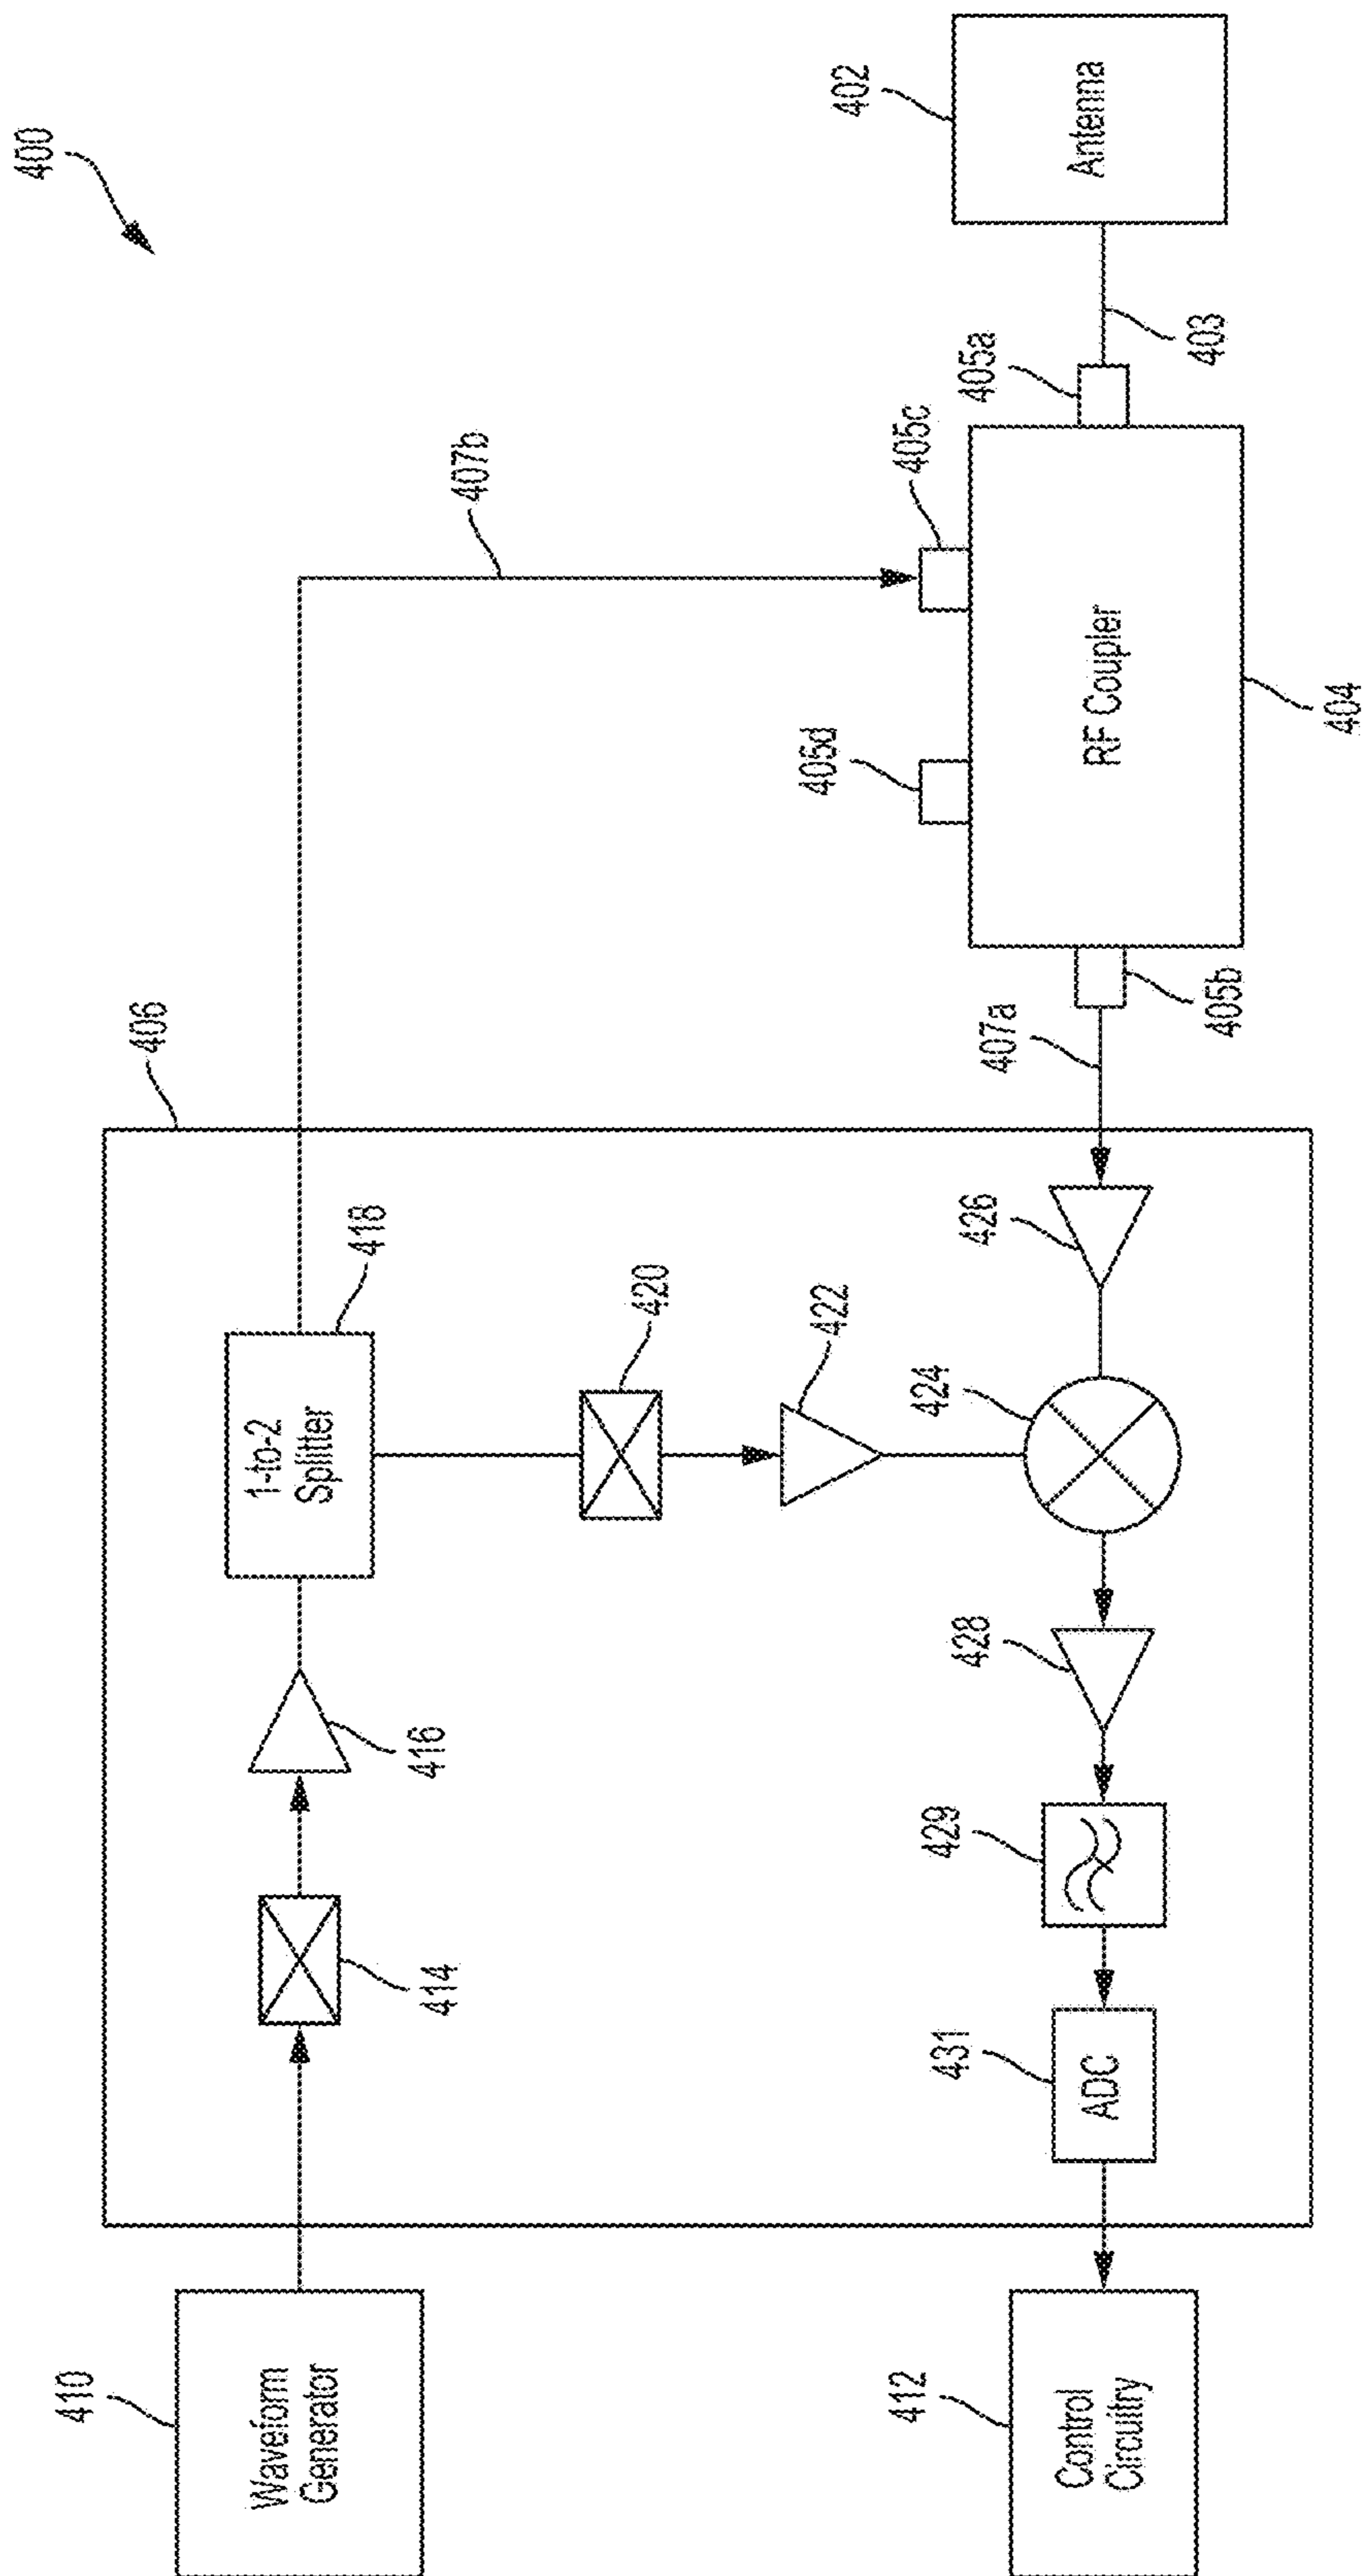 400
410
Waveform
Generator
406
414
416
1-to-2
Splitter
418
407b
420
422
424
426
428
429
431
ADC
412
Control
Circuitry
407a
405b
405d
405c
405a
RF Coupler
404
403
402
Antenna